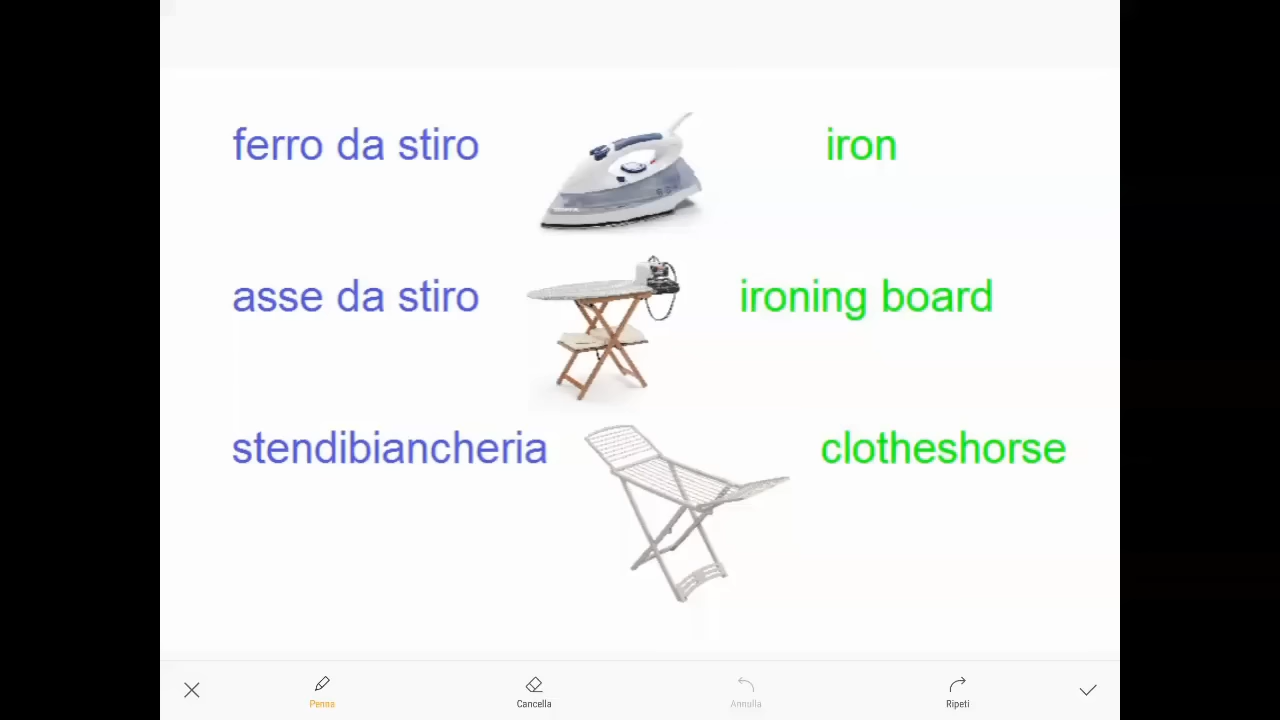 ferro da stiro
iron
asse da stiro
ironing board
stendibiancheria
clotheshorse
Penna
Cancella
Annulla
Ripeti